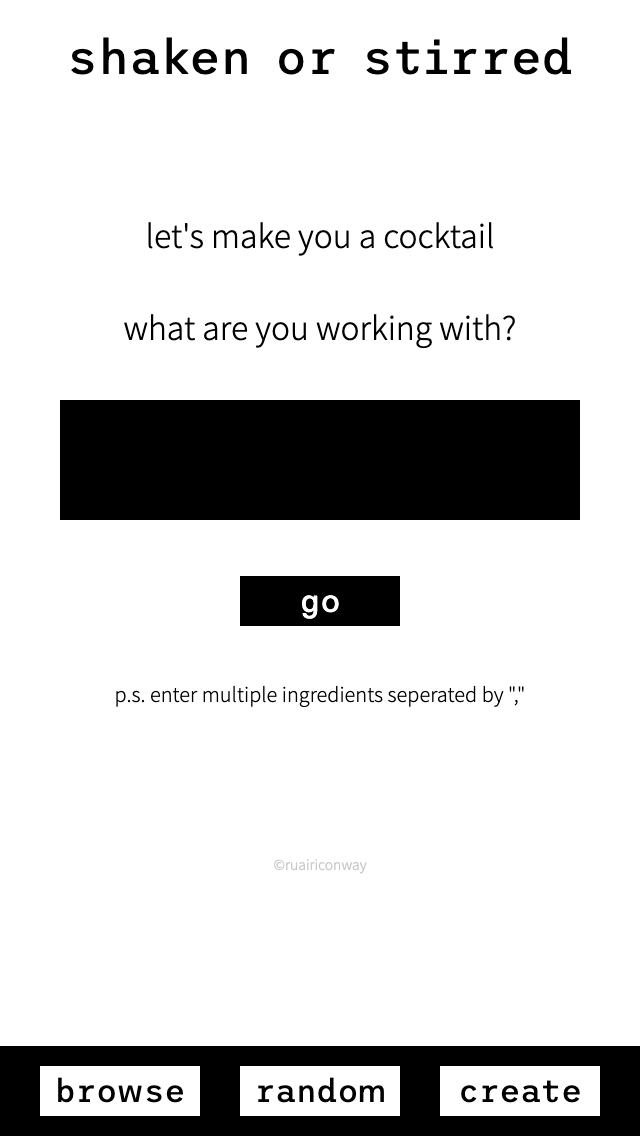 shaken or stirred
let's make you a cocktail
what are you working with?
go
p.s. enter multiple ingredients seperated by ","
©ruairiconway
browse random create